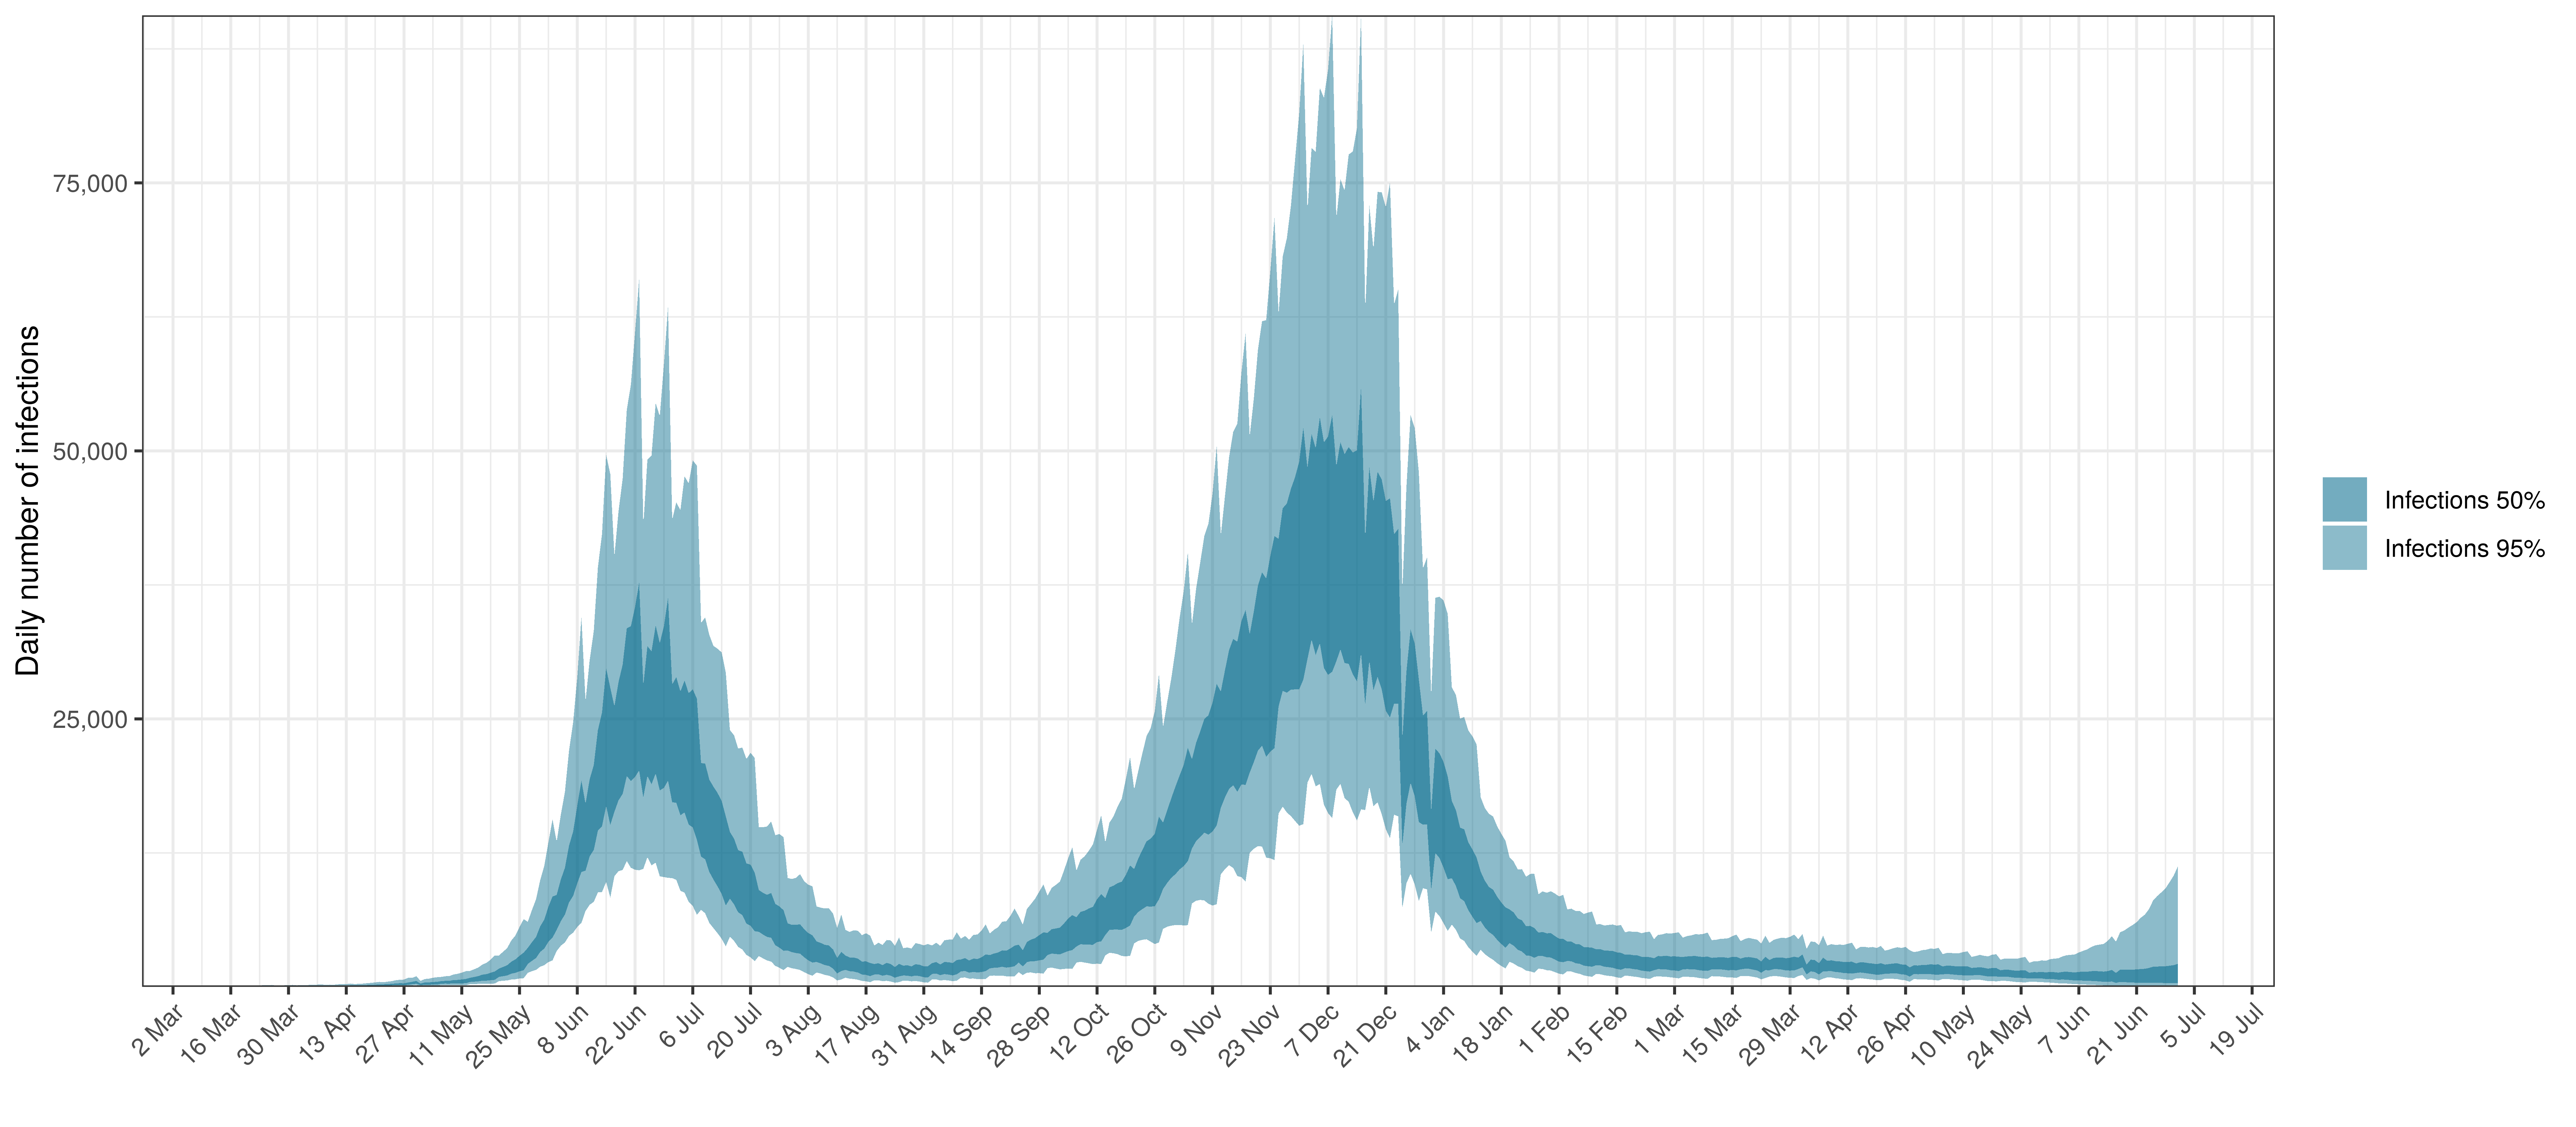 Daily number of infections
75,000
50,000
25,000
2 Mar
16 Mar
30 Mar
13 Apr
27 Apr
11 May
25 May
8 Jun
22 Jun
6 Jul
20 Jul
3 Aug
17 Aug
31 Aug
14 Sep
28 Sep
12 Oct
26 Oct
9 Nov
23 Nov
7 Dec
21 Dec
4 Jan
18 Jan
1 Feb
15 Feb
1 Mar
15 Mar
29 Mar
12 Apr
26 Apr
10 May
24 May
7 Jun
21 Jun
5 Jul
19 Jul
Infections 50%
Infections 95%